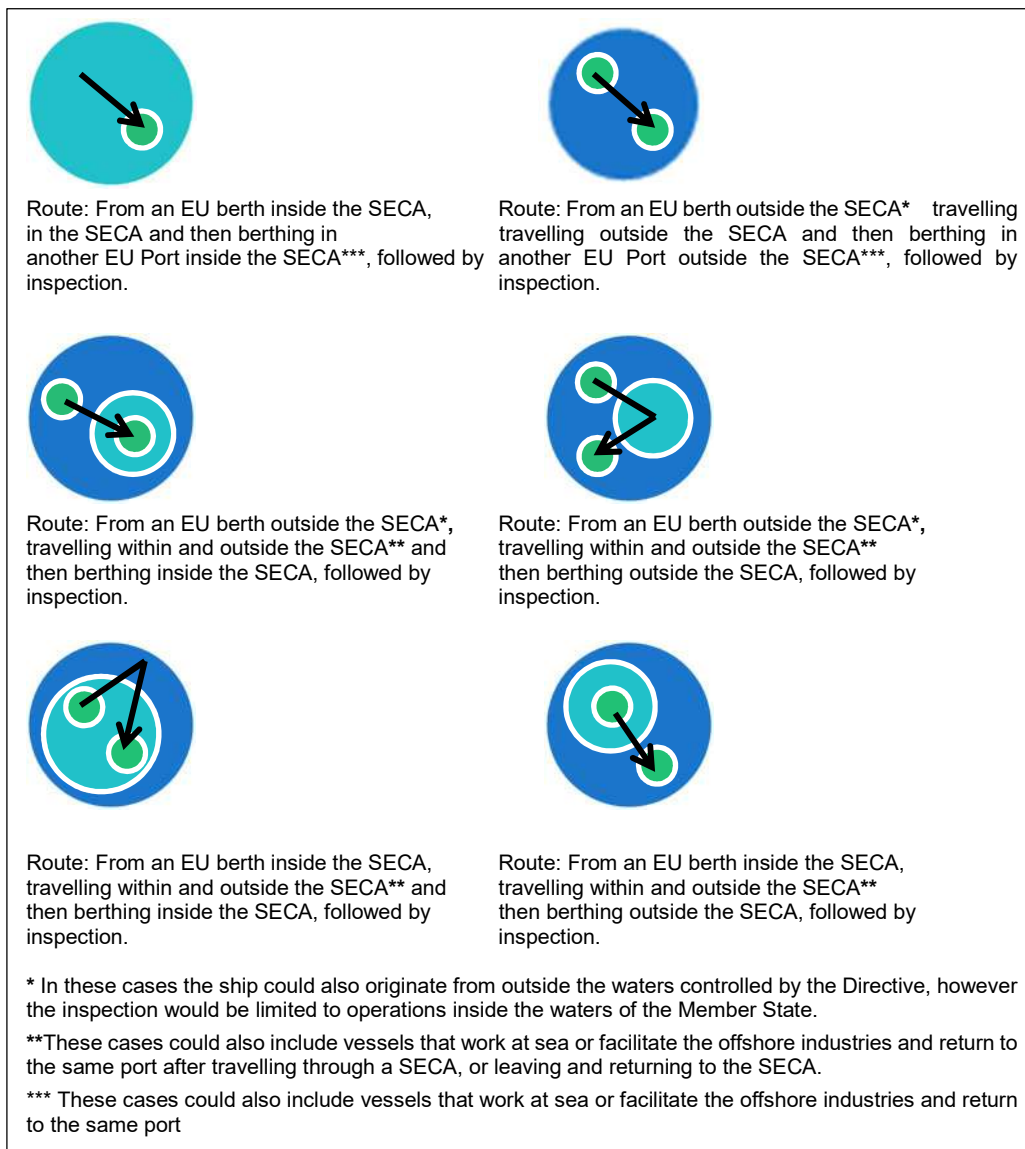 Route: From an EU berth inside the SECA,
in the SECA and then berthing in
another EU Port inside the SECA***, followed by
inspection.
Route: From an EU berth outside the SECA* travelling
travelling outside the SECA and then berthing in
another EU Port outside the SECA***, followed by
inspection.
Route: From an EU berth outside the SECA*,
travelling within and outside the SECA** and
then berthing inside the SECA, followed by
inspection.
Route: From an EU berth outside the SECA*,
travelling within and outside the SECA**
then berthing outside the SECA, followed by
inspection.
Route: From an EU berth inside the SECA,
travelling within and outside the SECA** and
then berthing inside the SECA, followed by
inspection.
Route: From an EU berth inside the SECA,
travelling within and outside the SECA**
then berthing outside the SECA, followed by
inspection.
* In these cases the ship could also originate from outside the waters controlled by the Directive, however
the inspection would be limited to operations inside the waters of the Member State.
**These cases could also include vessels that work at sea or facilitate the offshore industries and return to
the same port after travelling through a SECA, or leaving and returning to the SECA.
*** These cases could also include vessels that work at sea or facilitate the offshore industries and return
to the same port